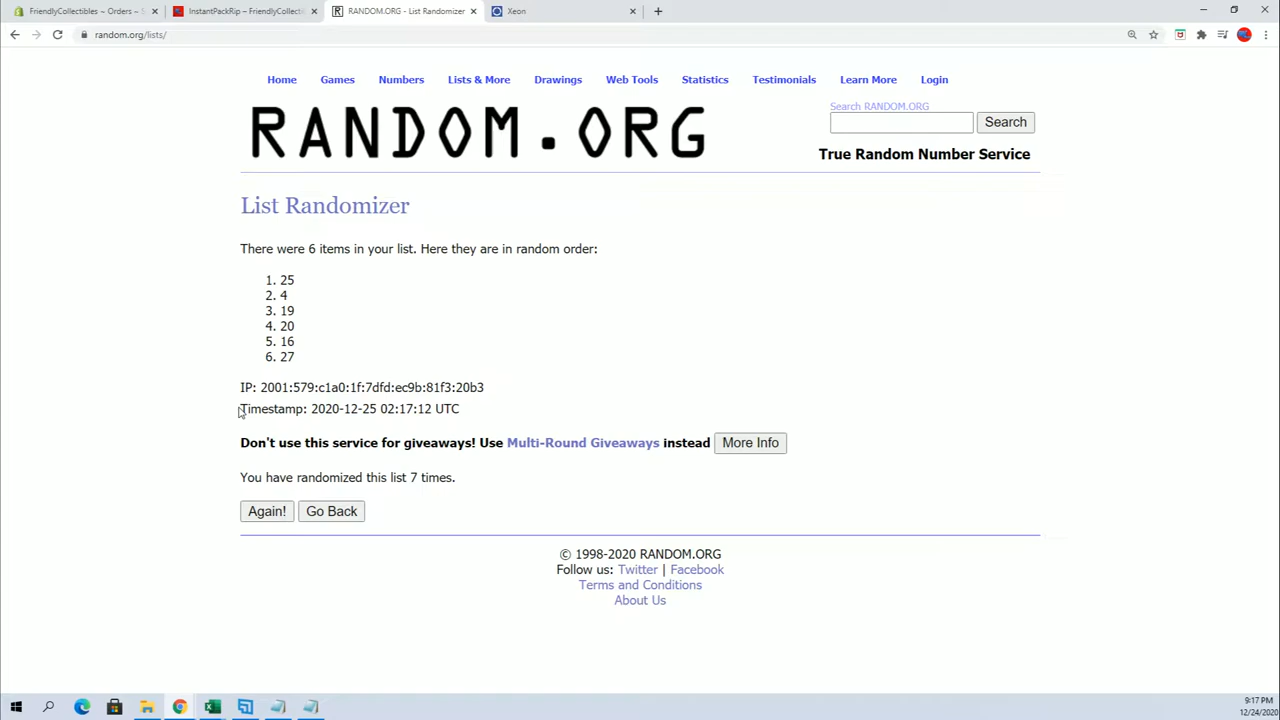 FriendlyCollectibles ~ Orders ~ S
InstantPackRip – FriendlyCollecti
RANDOM.ORG - List Randomizer
Xeon
random.org/lists/
Home Games Numbers Lists & More Drawings Web Tools Statistics Testimonials Learn More Login
RANDOM.ORG
Search RANDOM.ORG
Search
True Random Number Service
List Randomizer
There were 6 items in your list. Here they are in random order:
1. 25
2. 4
3. 19
4. 20
5. 16
6. 27
IP: 2001:579:c1a0:1f:7dfd:ec9b:81f3:20b3
Timestamp: 2020-12-25 02:17:12 UTC
Don't use this service for giveaways! Use Multi-Round Giveaways instead More Info
You have randomized this list 7 times.
Again! Go Back
© 1998-2020 RANDOM.ORG
Follow us: Twitter | Facebook
Terms and Conditions
About Us
9:17 PM
12/24/2020